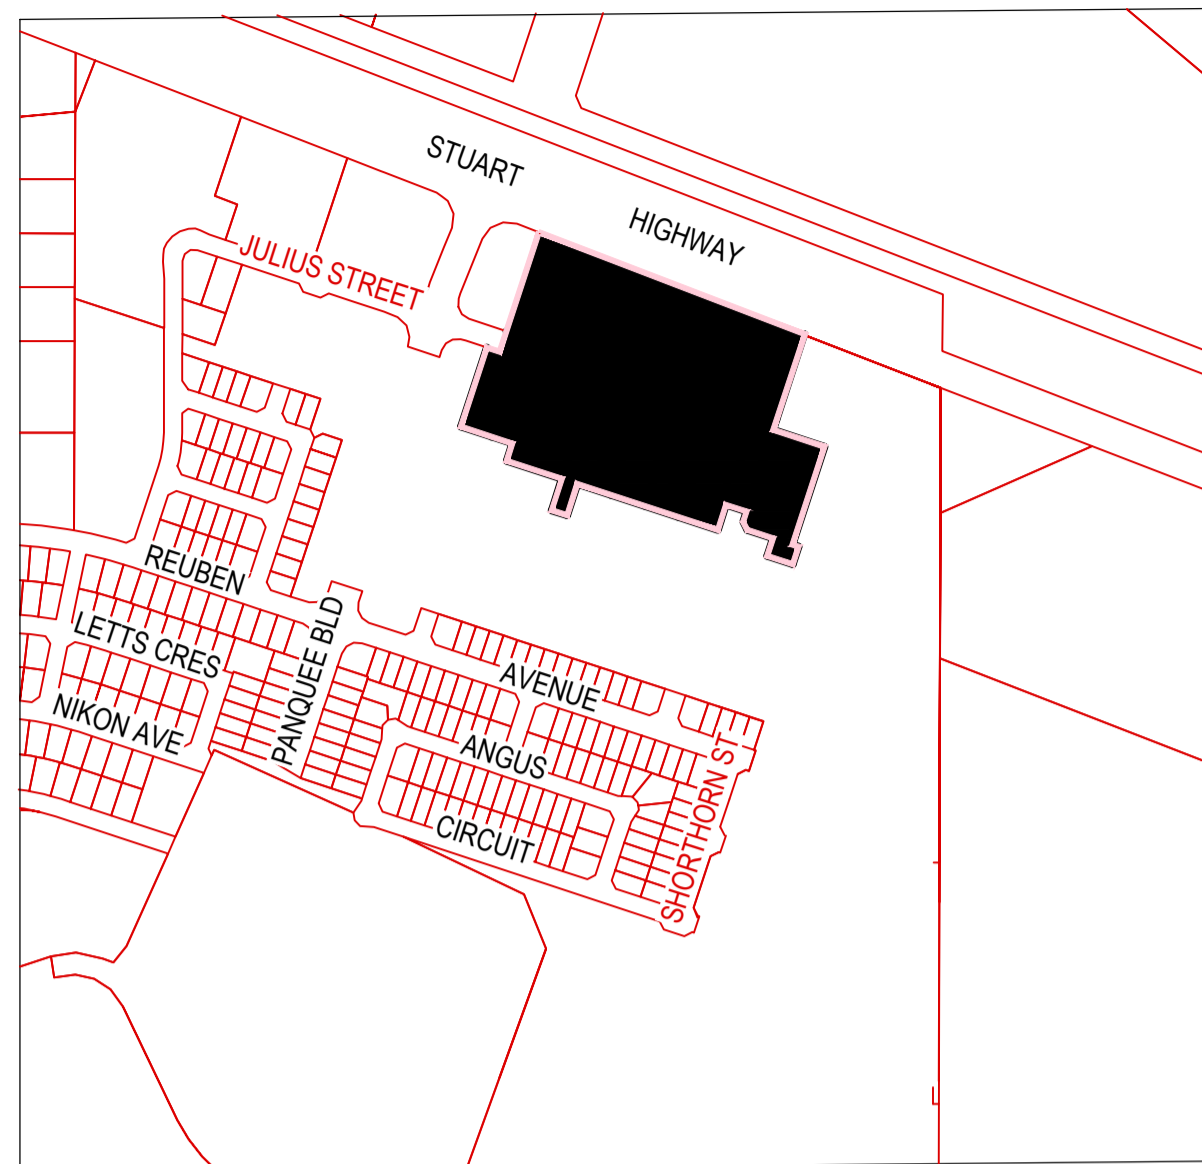 STUART
HIGHWAY
JULIUS STREET
REUBEN
PANQUEE BLD
LETTS CRES
AVENUE
NIKON AVE
ANGUS
SHORTHORN ST
CIRCUIT